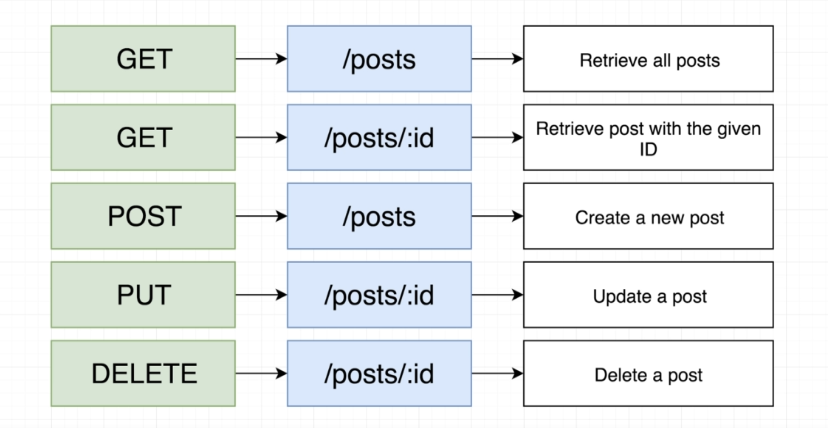 GET
/posts
Retrieve all posts
GET
/posts/:id
Retrieve post with the given
ID
POST
/posts
Create a new post
PUT
/posts/:id
Update a post
DELETE
/posts/:id
Delete a post